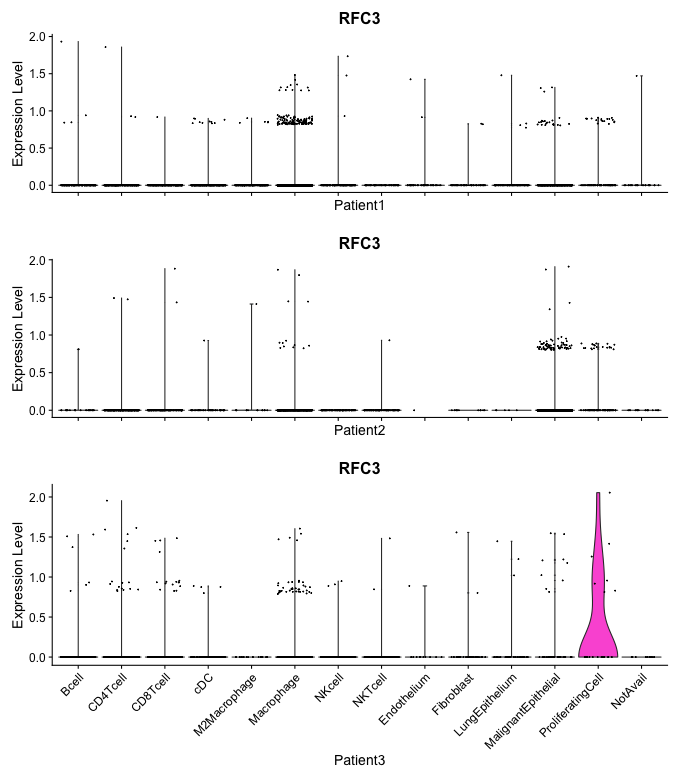 RFC3
Expression Level
2.0
1.5
1.0
0.5
0.0
Patient1
RFC3
Expression Level
2.0
1.5
1.0
0.5
0.0
Patient2
RFC3
Expression Level
2.0
1.5
1.0
0.5
0.0
Bcell
CD4Tcell
CD8Tcell
cDC
M2Macrophage
Macrophage
NKcell
NKTcell
Endothelium
Fibroblast
LungEpithelium
MalignantEpithelial
ProliferatingCell
NotAvail
Patient3